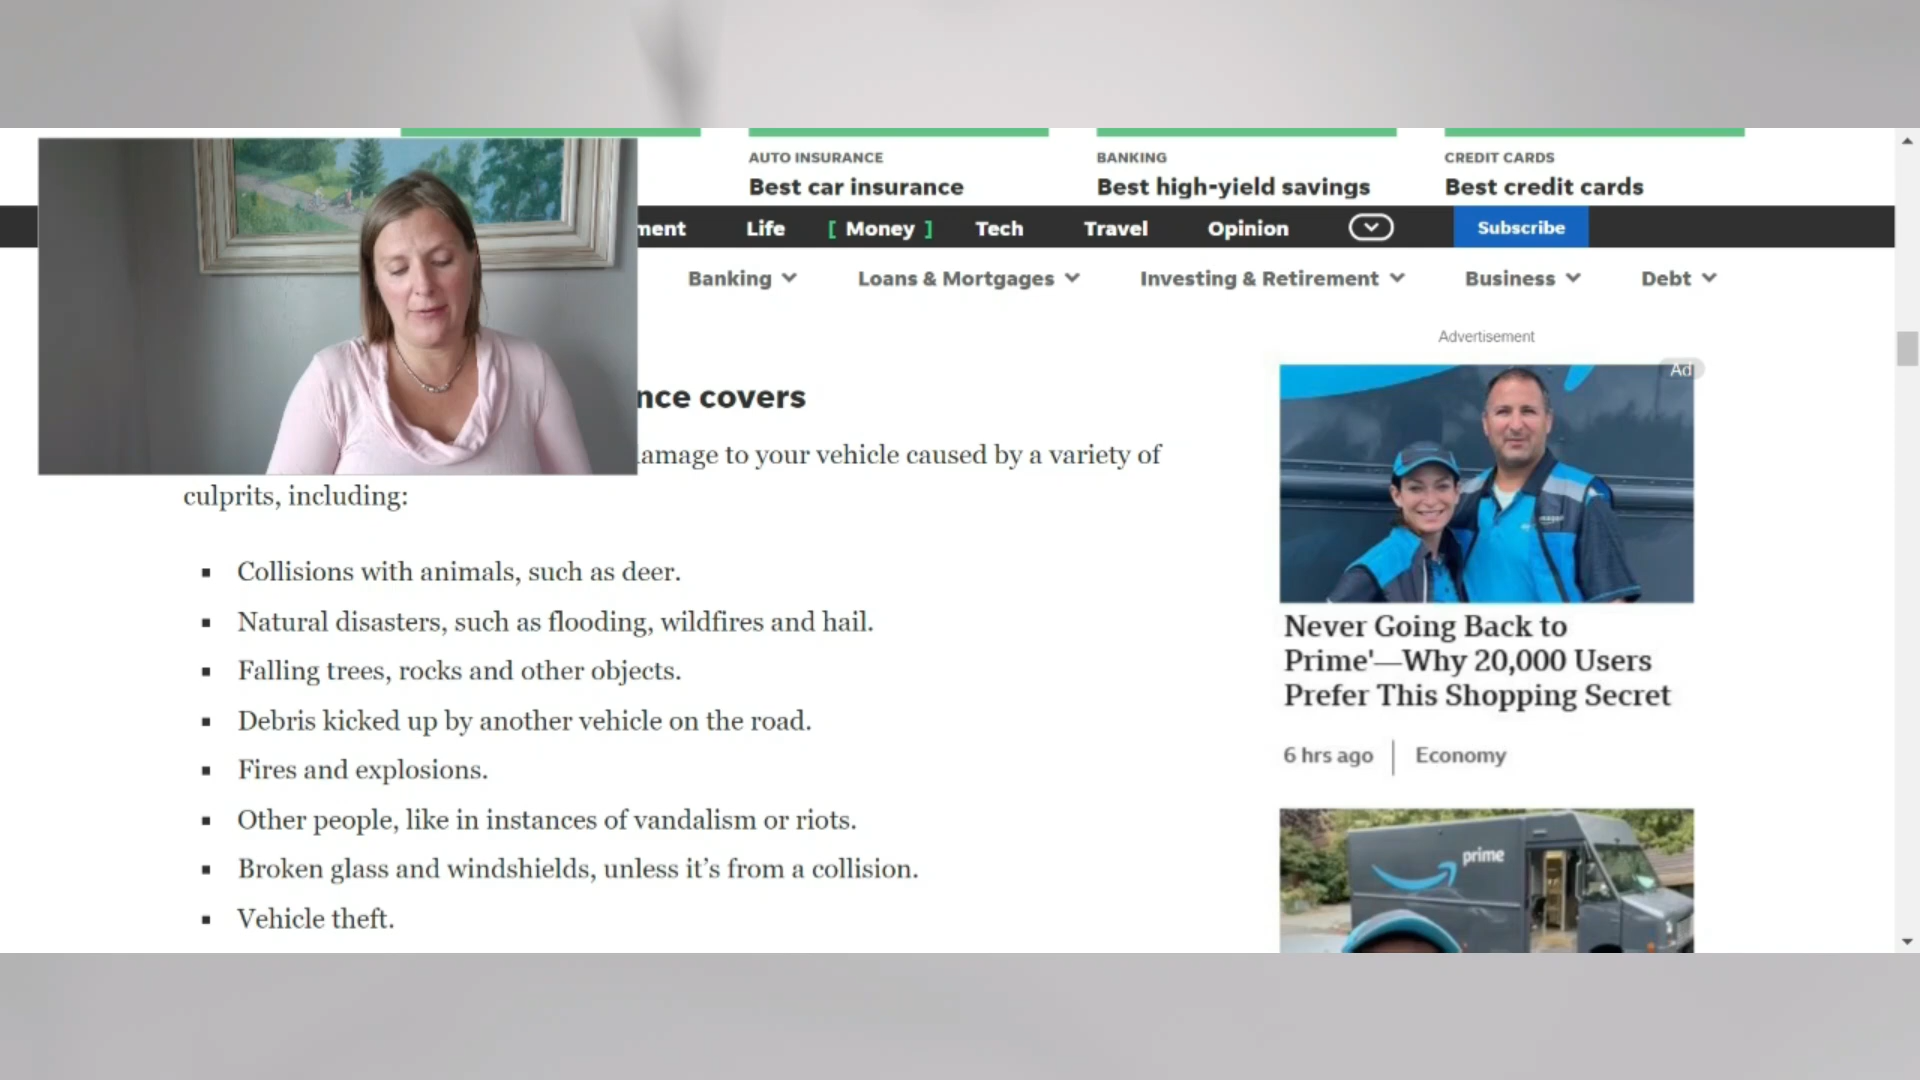 AUTO INSURANCE
Best car insurance
BANKING
Best high-yield savings
CREDIT CARDS
Best credit cards
Life
[ Money ]
Tech
Travel
Opinion
Subscribe
Banking
Loans & Mortgages
Investing & Retirement
Business
Debt
Advertisement
Ad
covers
to your vehicle caused by a variety of
culprits, including:
▪ Collisions with animals, such as deer.
▪ Natural disasters, such as flooding, wildfires and hail.
▪ Falling trees, rocks and other objects.
▪ Debris kicked up by another vehicle on the road.
▪ Fires and explosions.
▪ Other people, like in instances of vandalism or riots.
▪ Broken glass and windshields, unless it’s from a collision.
▪ Vehicle theft.
Never Going Back to
Prime'—Why 20,000 Users
Prefer This Shopping Secret
6 hrs ago | Economy
prime